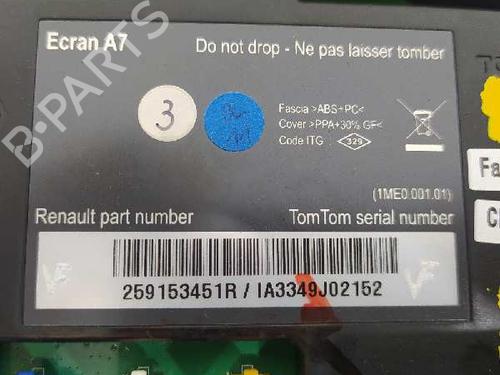 B-PARTS
Ecran A7
Do not drop - Ne pas laisser tomber
3
Fascia >ABS+PC<
Cover >PPA+30% GF<
Code ITG 329
(1ME0.001.01)
Renault part number
TomTom serial number
259153451R / IA3349J02152